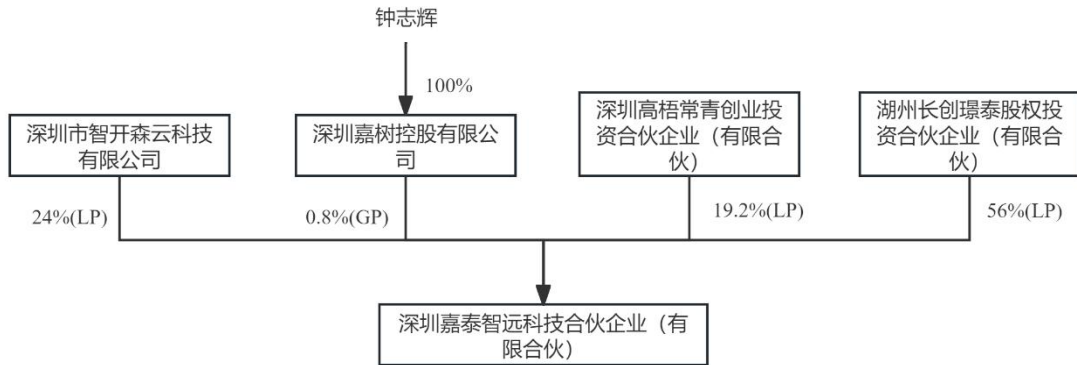 钟志辉
100%
深圳市智开森云科技
有限公司
深圳嘉树控股有限公
司
深圳高梧常青创业投
资合伙企业（有限合
伙）
湖州长创璟泰股权投
资合伙企业（有限合
伙）
24%(LP)
0.8%(GP)
19.2%(LP)
56%(LP)
深圳嘉泰智远科技合伙企业（有
限合伙）